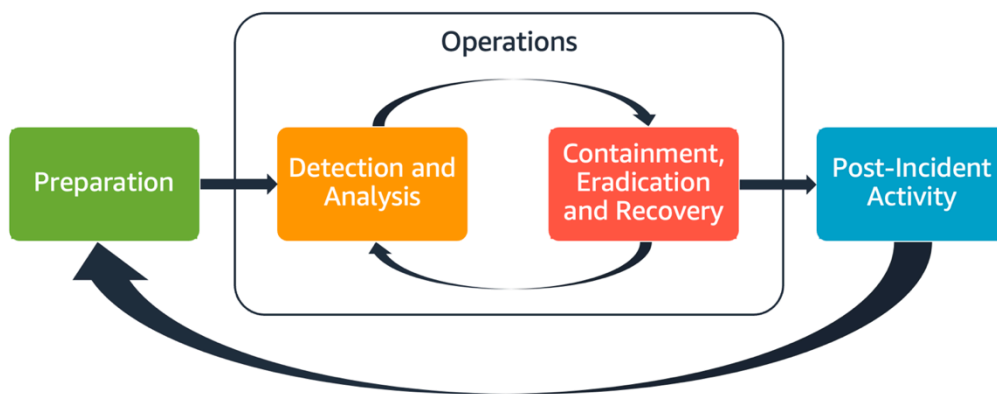 Operations
Preparation
Detection and
Analysis
Containment,
Eradication
and Recovery
Post-Incident
Activity